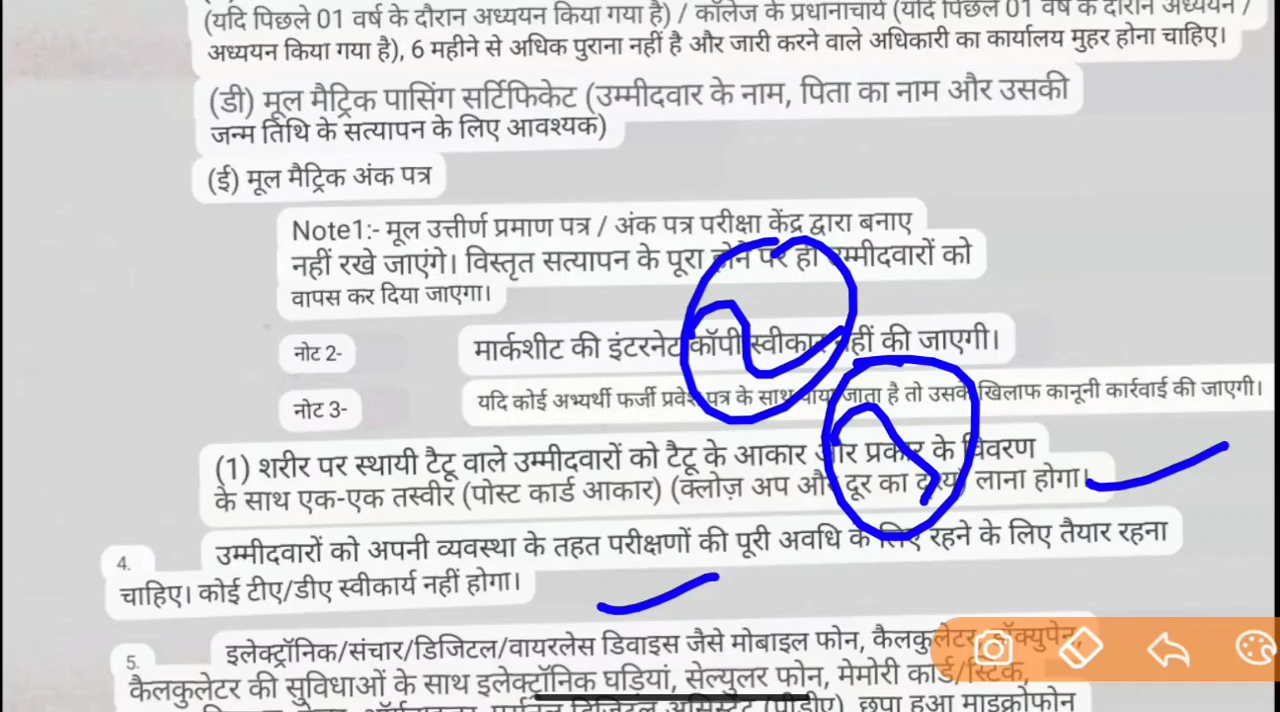 (यदि पिछले 01 वर्ष के दौरान अध्ययन किया गया है) / कॉलेज के प्रधानाचार्य (यदि पिछले 01 वर्ष के दौरान अध्ययन /
अध्ययन किया गया है), 6 महीने से अधिक पुराना नहीं है और जारी करने वाले अधिकारी का कार्यालय मुहर होना चाहिए।
(डी) मूल मैट्रिक पासिंग सर्टिफिकेट (उम्मीदवार के नाम, पिता का नाम और उसकी
जन्म तिथि के सत्यापन के लिए आवश्यक)
(ई) मूल मैट्रिक अंक पत्र
Note1:- मूल उत्तीर्ण प्रमाण पत्र / अंक पत्र परीक्षा केंद्र द्वारा बनाए
नहीं रखे जाएंगे। विस्तृत सत्यापन के पूरा होने पर ही उम्मीदवारों को
वापस कर दिया जाएगा।
नोट 2- मार्कशीट की इंटरनेट कॉपी स्वीकार नहीं की जाएगी।
नोट 3- यदि कोई अभ्यर्थी फर्जी प्रवेश पत्र के साथ पाया जाता है तो उसके खिलाफ कानूनी कार्रवाई की जाएगी।
(1) शरीर पर स्थायी टैटू वाले उम्मीदवारों को टैटू के आकार और प्रकार के विवरण
के साथ एक-एक तस्वीर (पोस्ट कार्ड आकार) (क्लोज़ अप और दूर का दृश्य) लाना होगा।
4. उम्मीदवारों को अपनी व्यवस्था के तहत परीक्षणों की पूरी अवधि के लिए रहने के लिए तैयार रहना
चाहिए। कोई टीए/डीए स्वीकार्य नहीं होगा।
5. इलेक्ट्रॉनिक/संचार/डिजिटल/वायरलेस डिवाइस जैसे मोबाइल फोन, कैलकुलेटर, डॉक्यूपेन,
कैलकुलेटर की सुविधाओं के साथ इलेक्ट्रॉनिक घड़ियां, सेल्युलर फोन, मेमोरी कार्ड/स्टिक,
पर्सनल डिजिटल असिस्टेंट (पीडीए), छुपा हुआ माइक्रोफोन